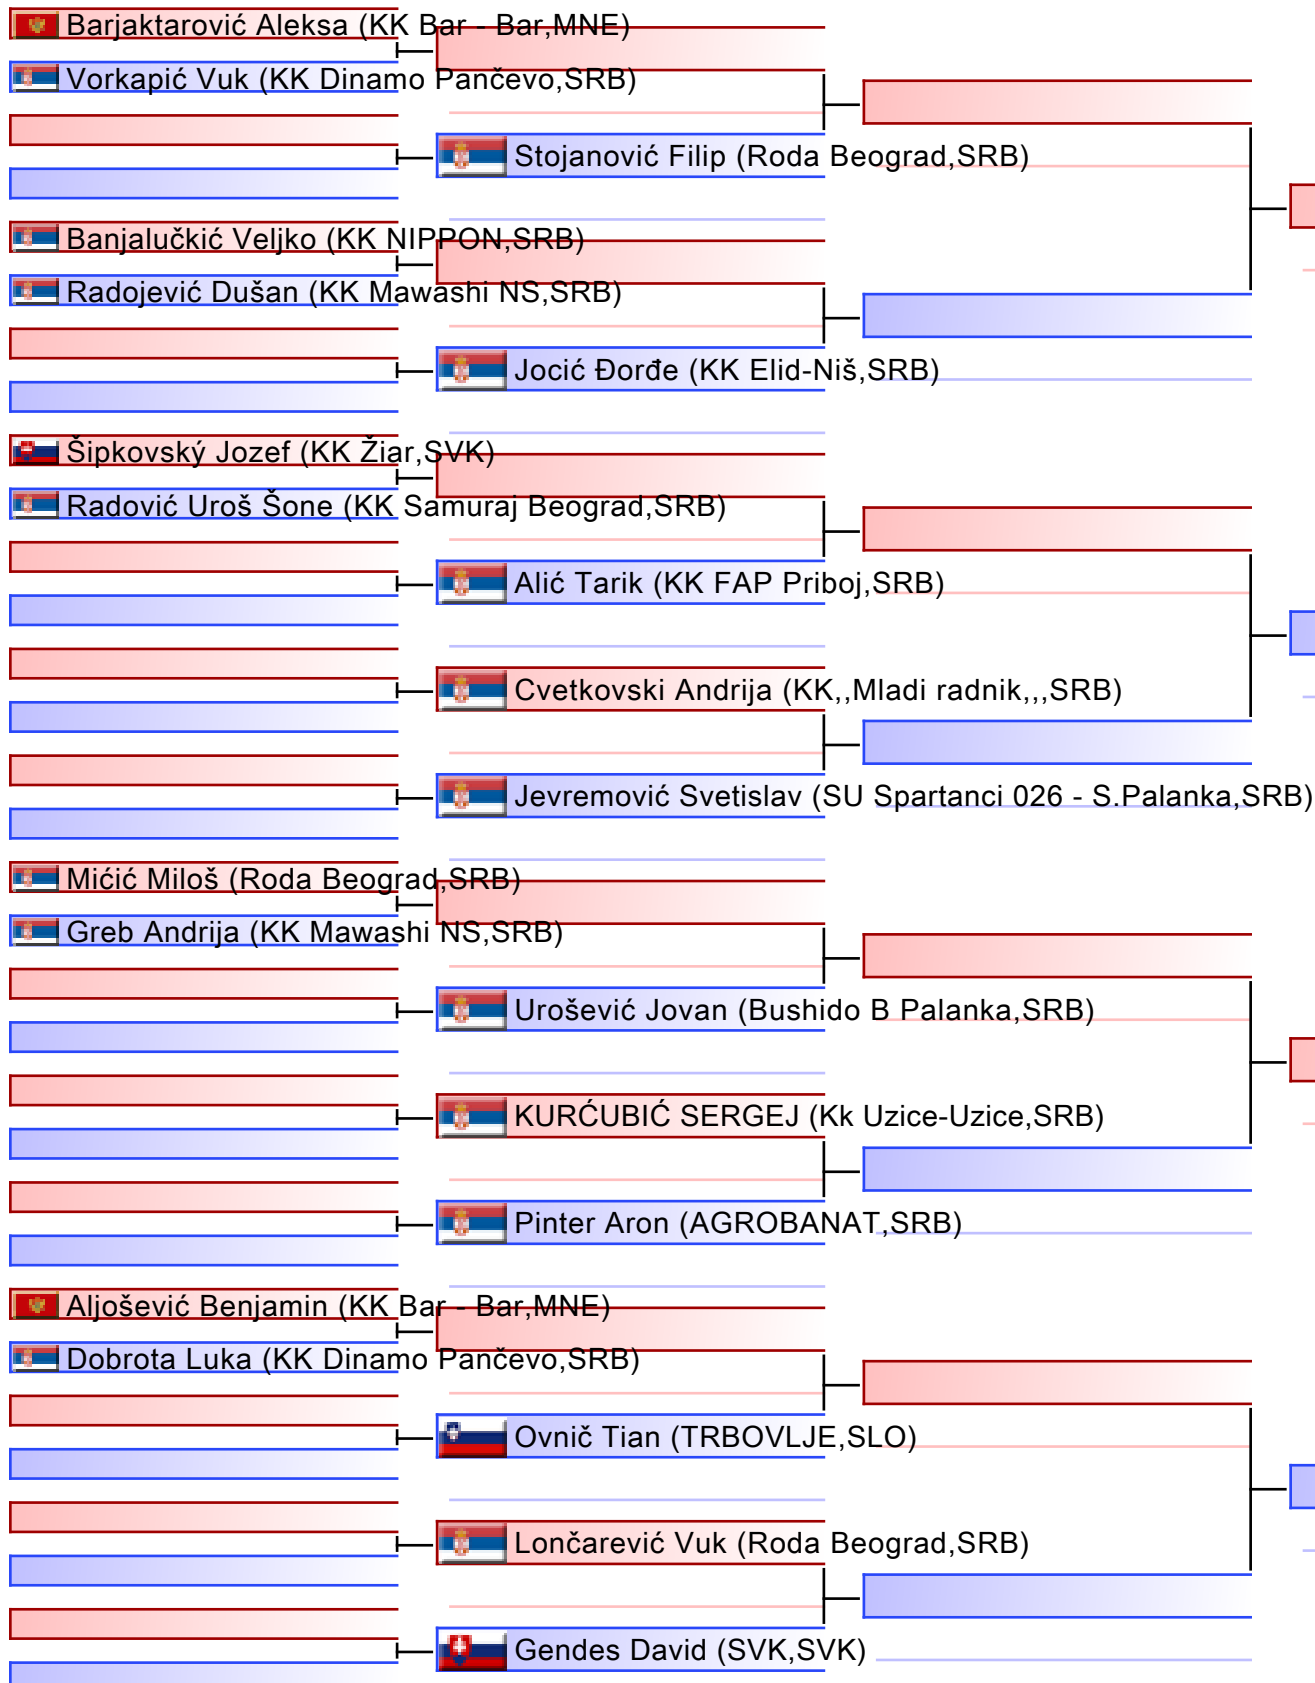 Barjaktarović Aleksa (KK Bar - Bar,MNE)
Vorkapić Vuk (KK Dinamo Pančevo,SRB)
Stojanović Filip (Roda Beograd,SRB)
Banjalučkić Veljko (KK NIPPON,SRB)
Radojević Dušan (KK Mawashi NS,SRB)
Jocić Đorđe (KK Elid-Niš,SRB)
Šipkovský Jozef (KK Žiar,SVK)
Radović Uroš Šone (KK Samuraj Beograd,SRB)
Alić Tarik (KK FAP Priboj,SRB)
Cvetkovski Andrija (KK,,Mladi radnik,,,SRB)
Jevremović Svetislav (SU Spartanci 026 - S.Palanka,SRB)
Mićić Miloš (Roda Beograd,SRB)
Greb Andrija (KK Mawashi NS,SRB)
Urošević Jovan (Bushido B Palanka,SRB)
KURĆUBIĆ SERGEJ (Kk Uzice-Uzice,SRB)
Pinter Aron (AGROBANAT,SRB)
Aljošević Benjamin (KK Bar - Bar,MNE)
Dobrota Luka (KK Dinamo Pančevo,SRB)
Ovnič Tian (TRBOVLJE,SLO)
Lončarević Vuk (Roda Beograd,SRB)
Gendes David (SVK,SVK)